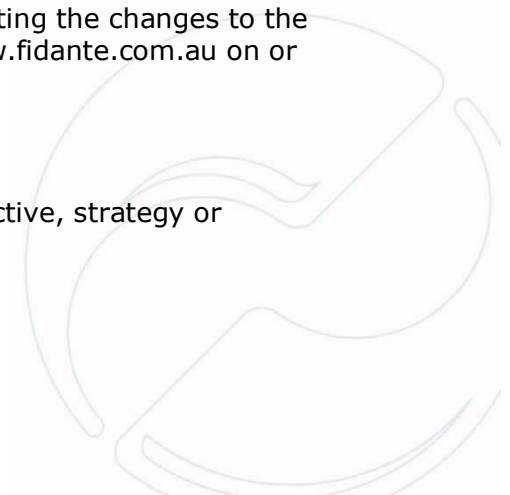 ting the changes to the
.fidante.com.au on or
ctive, strategy or